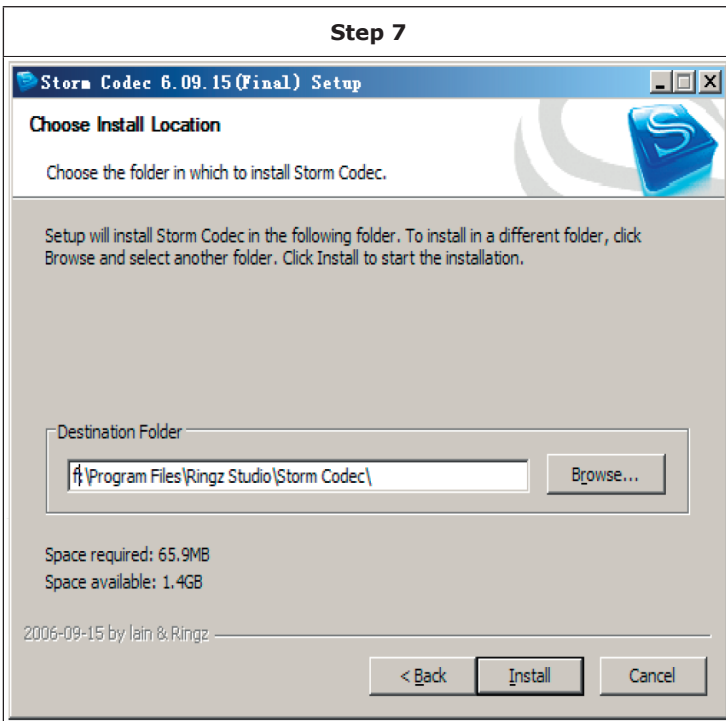 Step 7
Storm Codec 6.09.15(Final) Setup
Choose Install Location
Choose the folder in which to install Storm Codec.
S
Setup will install Storm Codec in the following folder. To install in a different folder, click
Browse and select another folder. Click Install to start the installation.
Destination Folder
f:\Program Files\Ringz Studio\Storm Codec\
Browse...
Space required: 65.9MB
Space available: 1.4GB
2006-09-15 by lain & Ringz
< Back
Install
Cancel